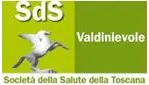 SdS
Valdinievole
Società della Salute della Toscana